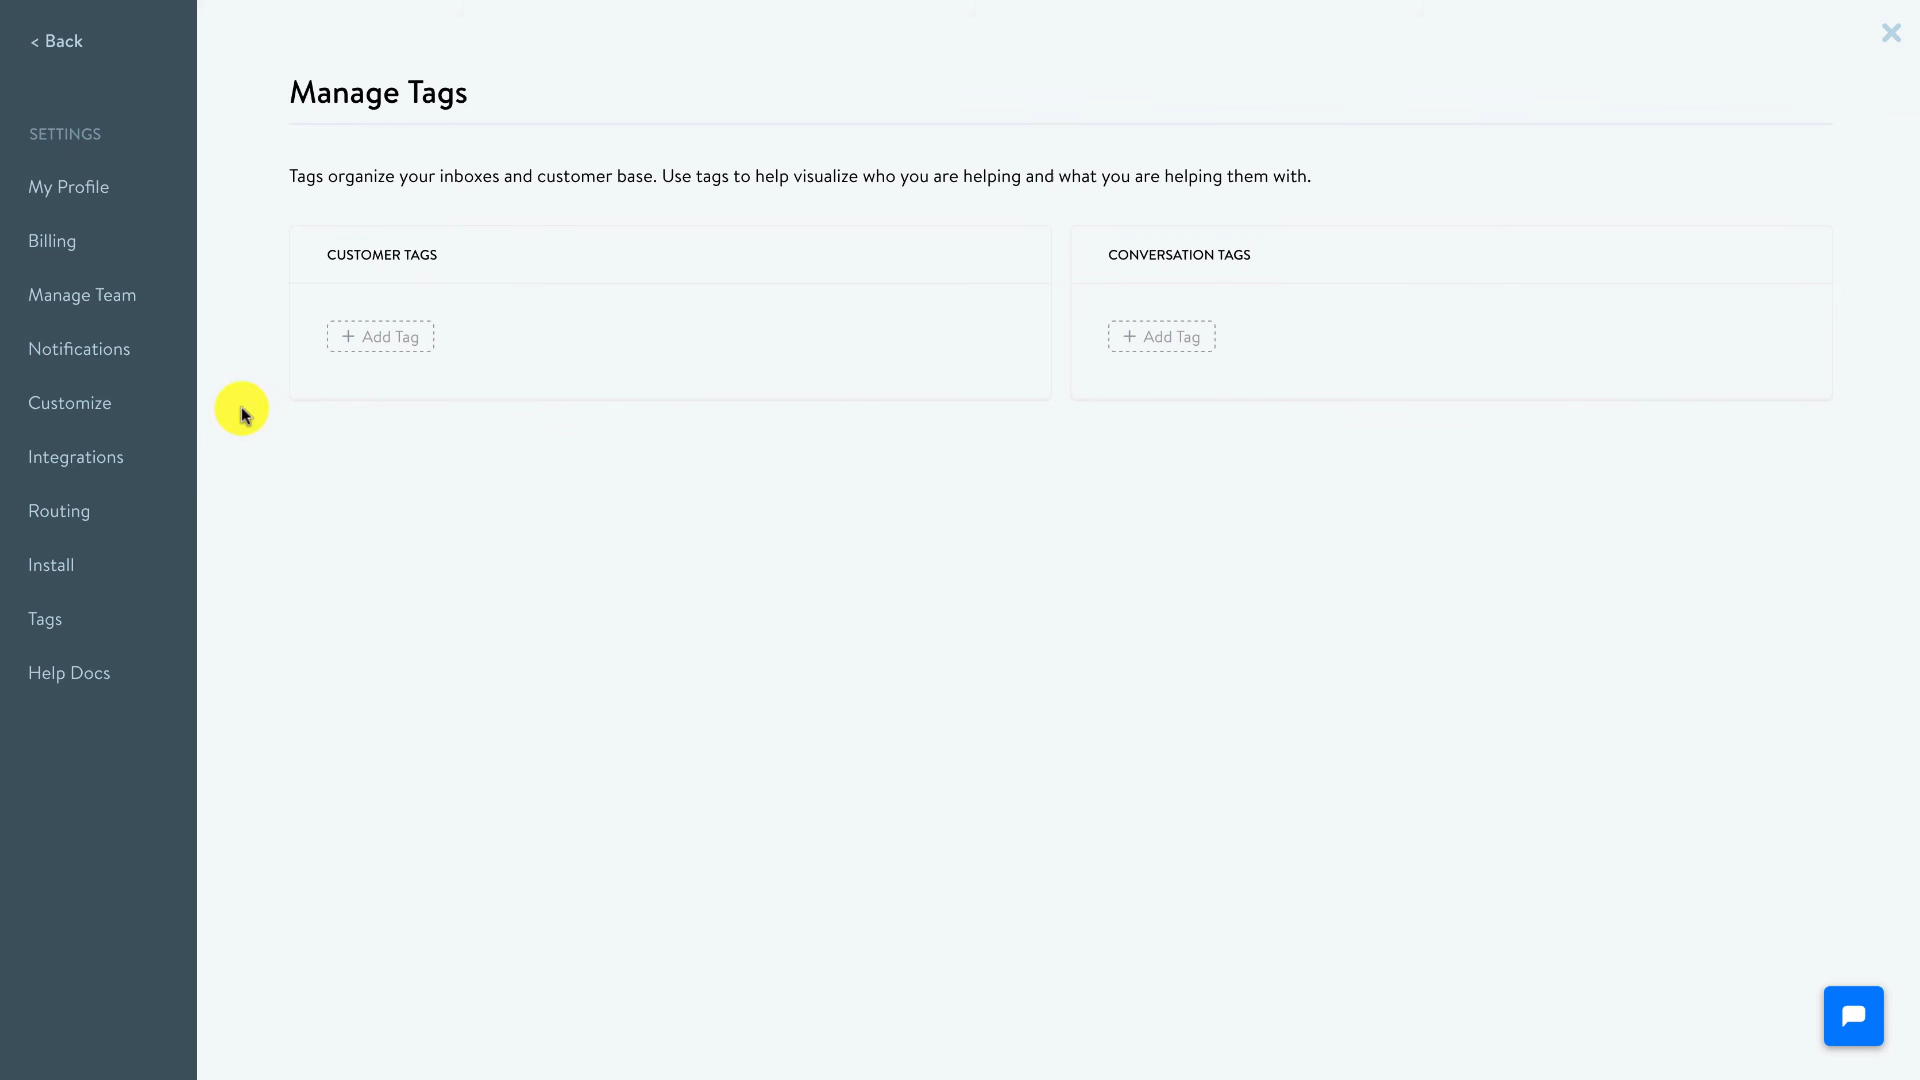 < Back
SETTINGS
My Profile
Billing
Manage Team
Notifications
Customize
Integrations
Routing
Install
Tags
Help Docs
Manage Tags
Tags organize your inboxes and customer base. Use tags to help visualize who you are helping and what you are helping them with.
CUSTOMER TAGS
+ Add Tag
CONVERSATION TAGS
+ Add Tag